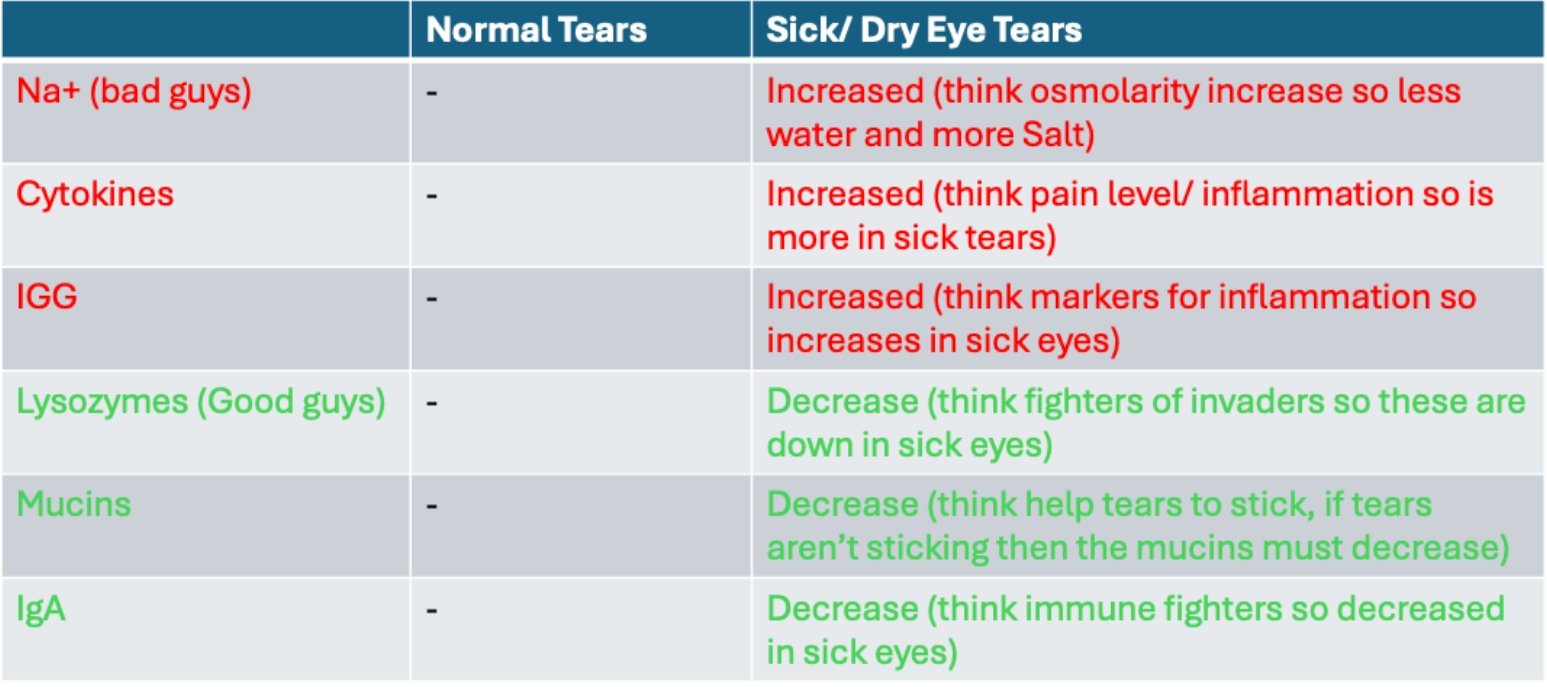 Normal Tears
Sick/ Dry Eye Tears
Na+ (bad guys)
-
Increased (think osmolarity increase so less
water and more Salt)
Cytokines
-
Increased (think pain level/ inflammation so is
more in sick tears)
IGG
-
Increased (think markers for inflammation so
increases in sick eyes)
Lysozymes (Good guys)
-
Decrease (think fighters of invaders so these are
down in sick eyes)
Mucins
-
Decrease (think help tears to stick, if tears
aren’t sticking then the mucins must decrease)
IgA
-
Decrease (think immune fighters so decreased
in sick eyes)